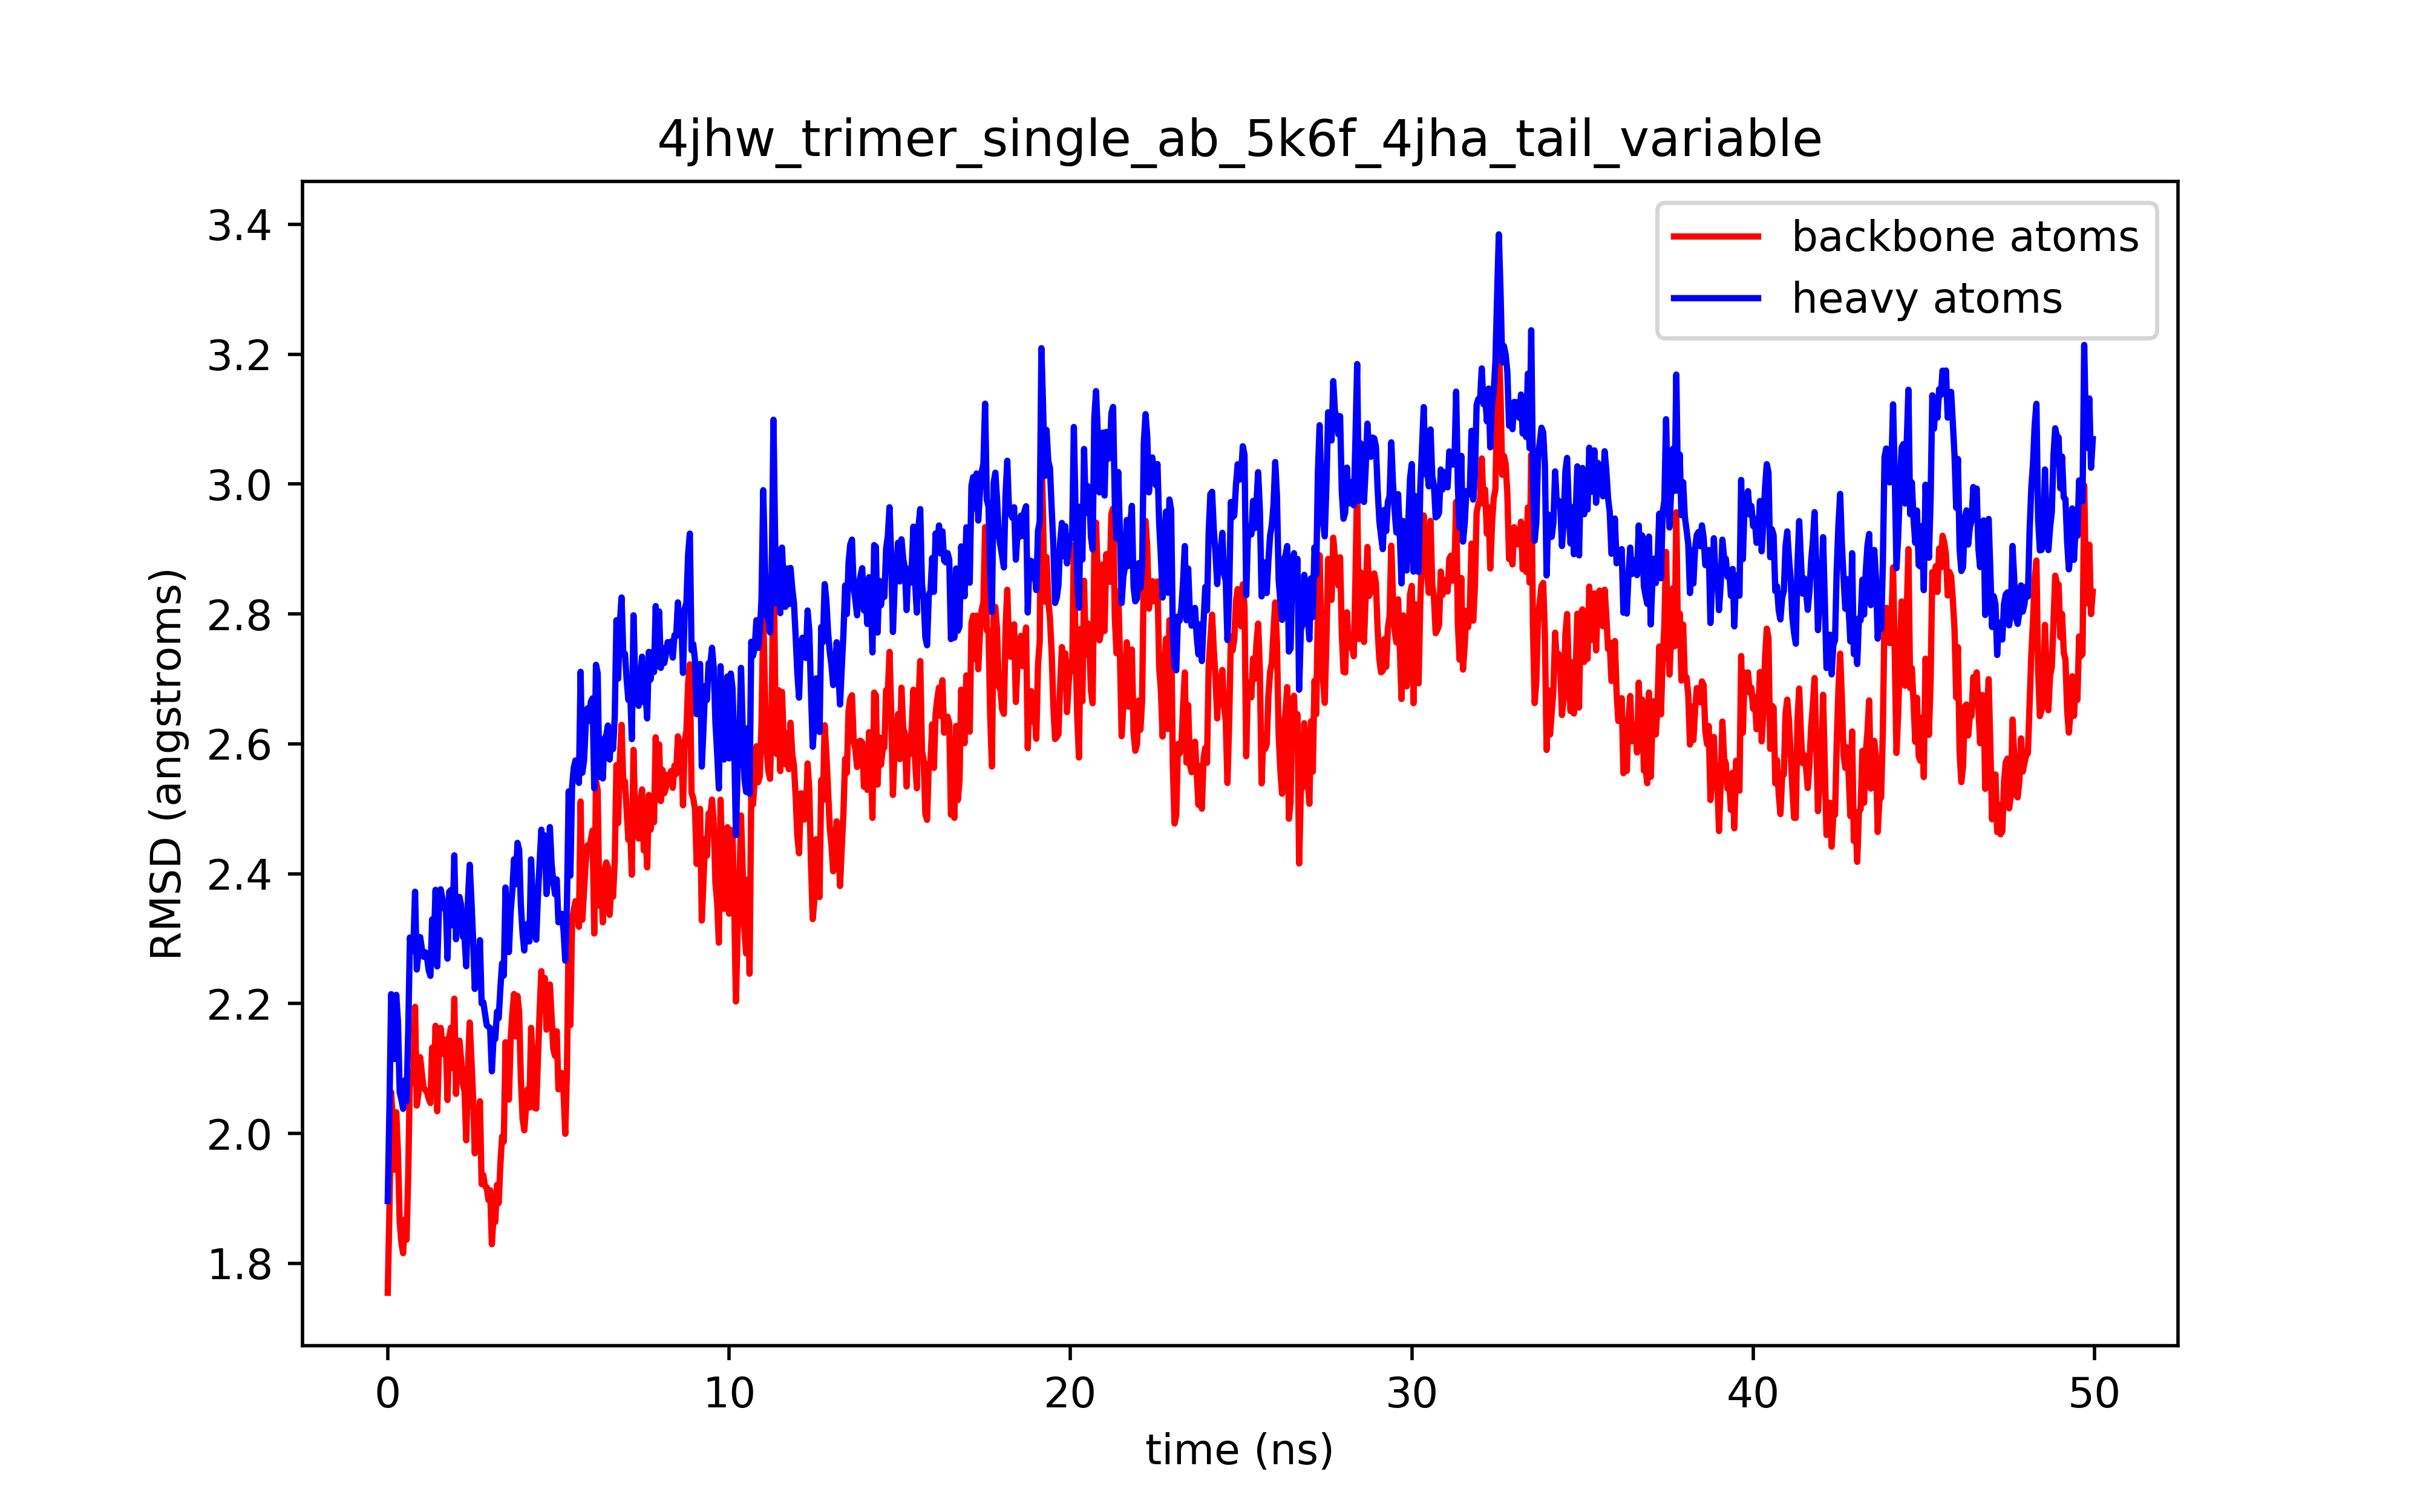 4jhw_trimer_single_ab_5k6f_4jha_tail_variable
backbone atoms
heavy atoms
3.4
3.2
3.0
2.8
2.6
2.4
2.2
2.0
1.8
RMSD (angstroms)
0 10 20 30 40 50
time (ns)